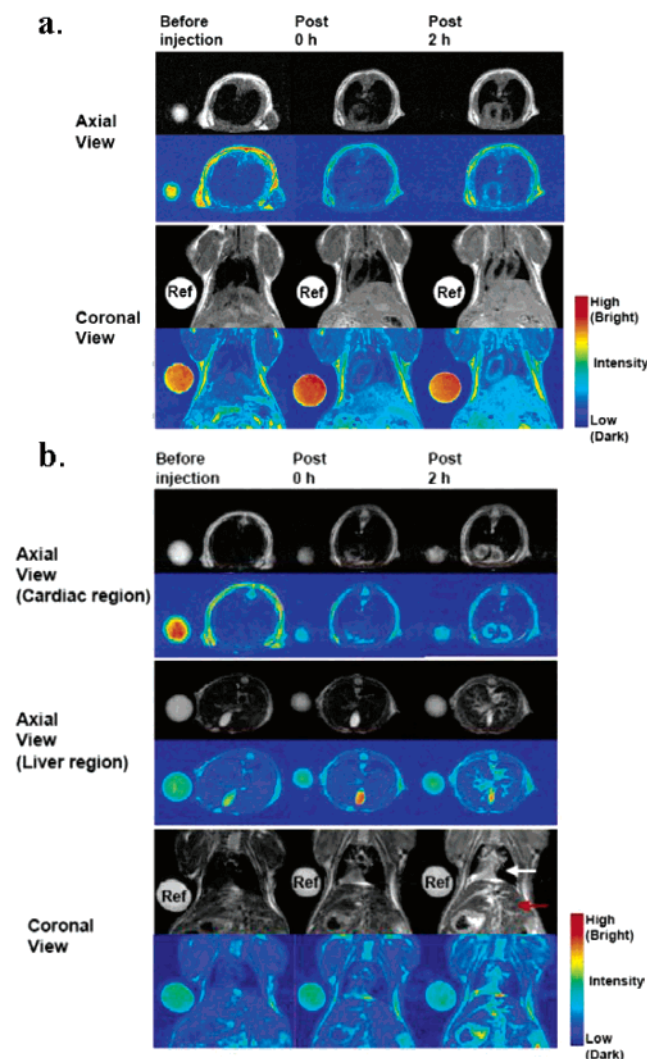 a.
Before injection
Post 0 h
Post 2 h
Axial View
Coronal View
Ref
Ref
Ref
High (Bright)
Intensity
Low (Dark)
b.
Before injection
Post 0 h
Post 2 h
Axial View (Cardiac region)
Axial View (Liver region)
Coronal View
Ref
Ref
Ref
High (Bright)
Intensity
Low (Dark)